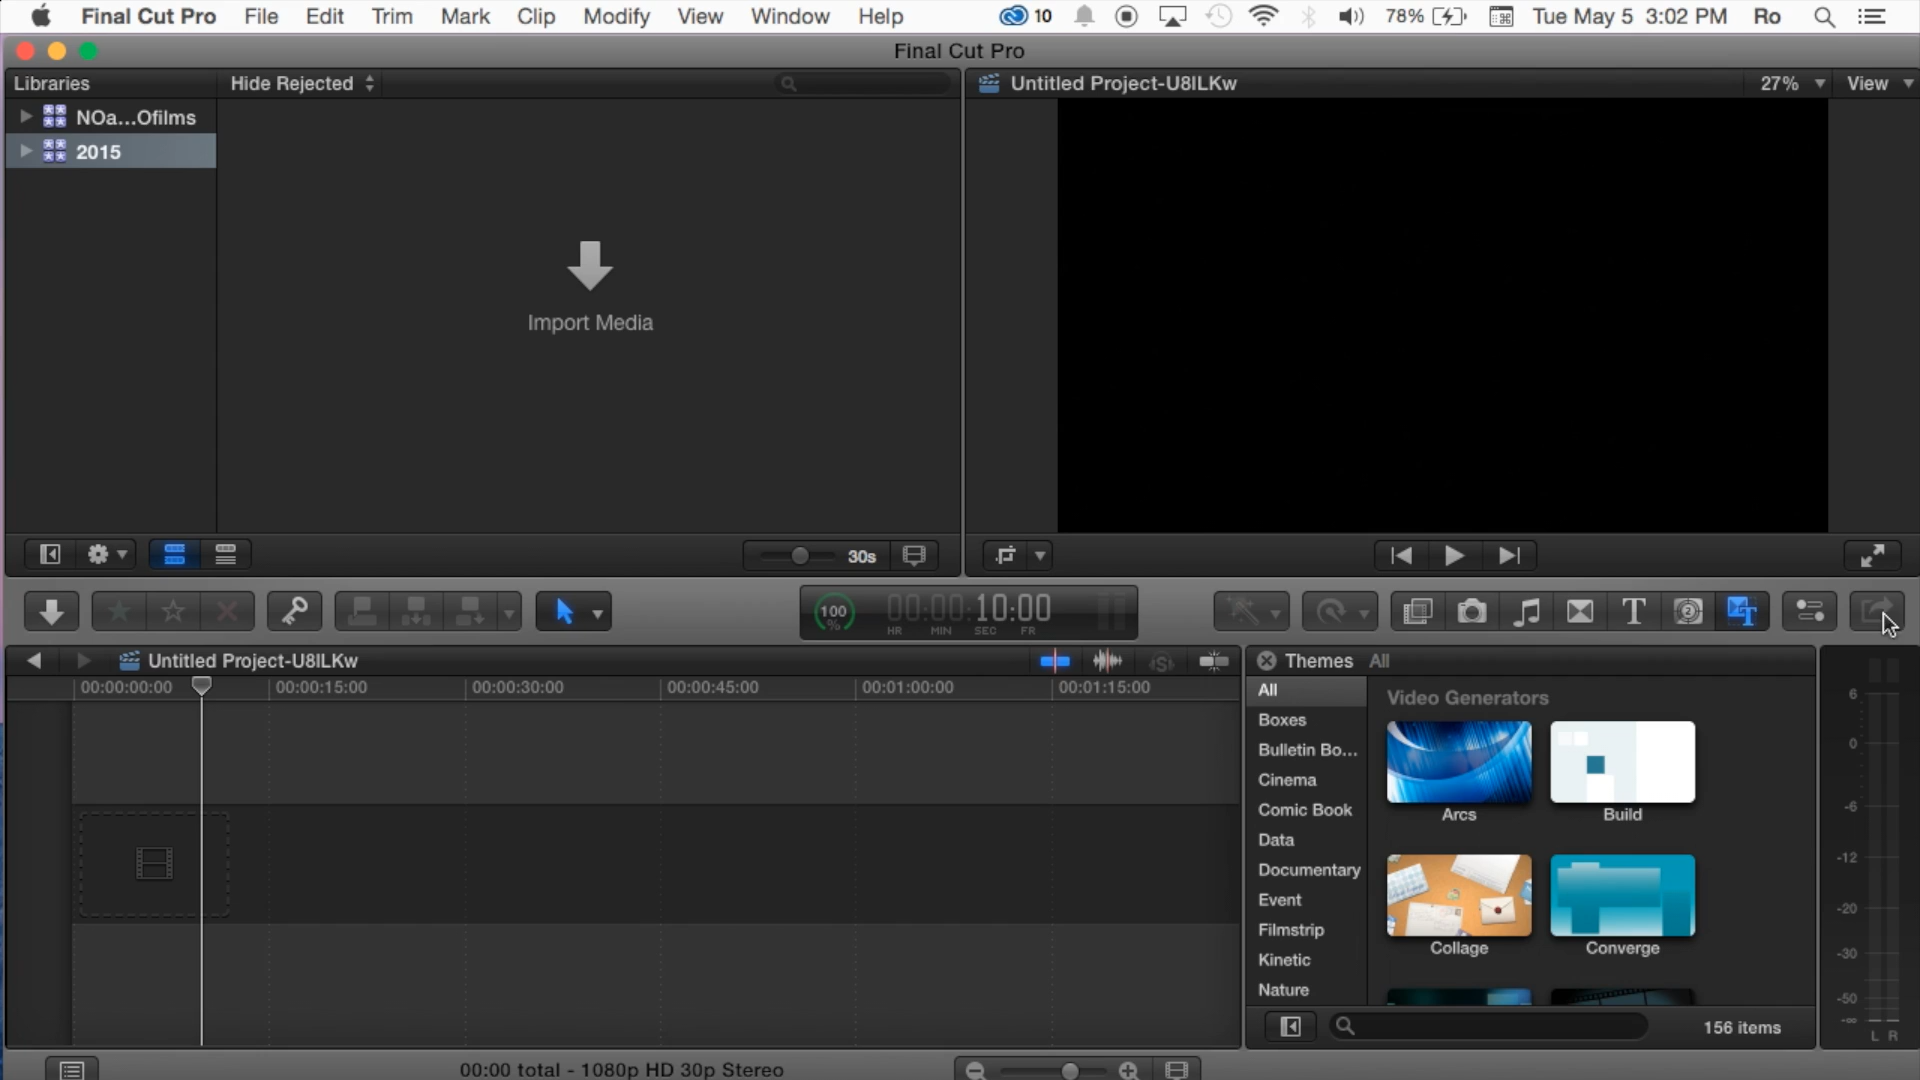 Final Cut Pro File Edit Trim Mark Clip Modify View Window Help 10 78% Tue May 5 3:02 PM Ro
Final Cut Pro
Libraries Hide Rejected Untitled Project-U8ILKw 27% View
NOa...Ofilms
2015
Import Media
30s
100 % 00:00:10:00
HR MIN SEC FR
Untitled Project-U8ILKw Themes All
00:00:00:00 00:00:15:00 00:00:30:00 00:00:45:00 00:01:00:00 00:01:15:00
All
Boxes
Bulletin Bo...
Cinema
Comic Book
Data
Documentary
Event
Filmstrip
Kinetic
Nature
Video Generators
Arcs Build
Collage Converge
156 items
6
0
-6
-12
-20
-30
-50
-∞
L R
00:00 total - 1080p HD 30p Stereo